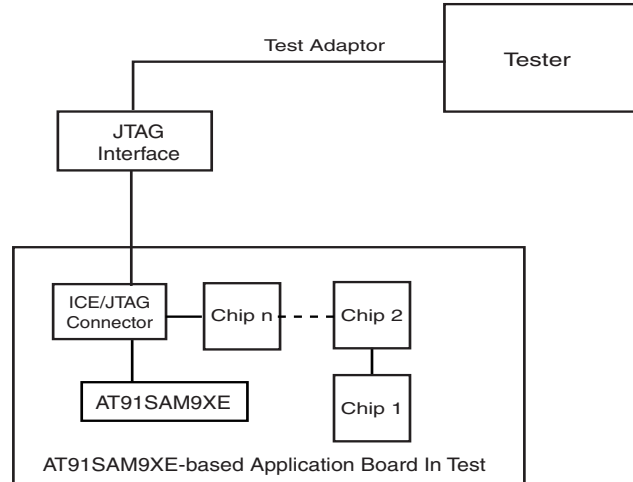 Test Adaptor
Tester
JTAG
Interface
ICE/JTAG
Connector
Chip n
Chip 2
AT91SAM9XE
Chip 1
AT91SAM9XE-based Application Board In Test